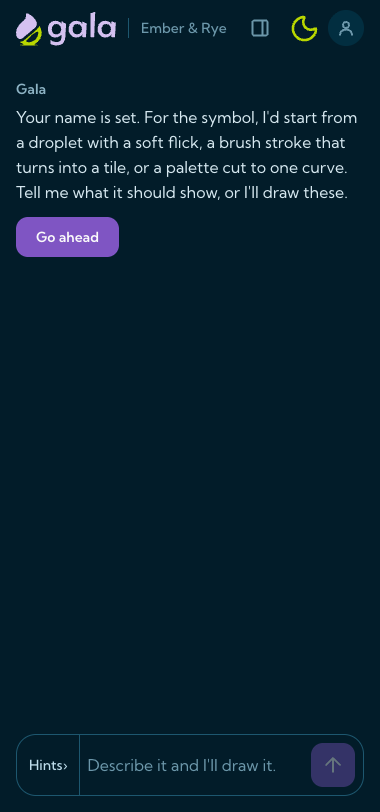 gala
Ember & Rye
Gala
Your name is set. For the symbol, I'd start from
a droplet with a soft flick, a brush stroke that
turns into a tile, or a palette cut to one curve.
Tell me what it should show, or I'll draw these.
Go ahead
Hints›
Describe it and I'll draw it.